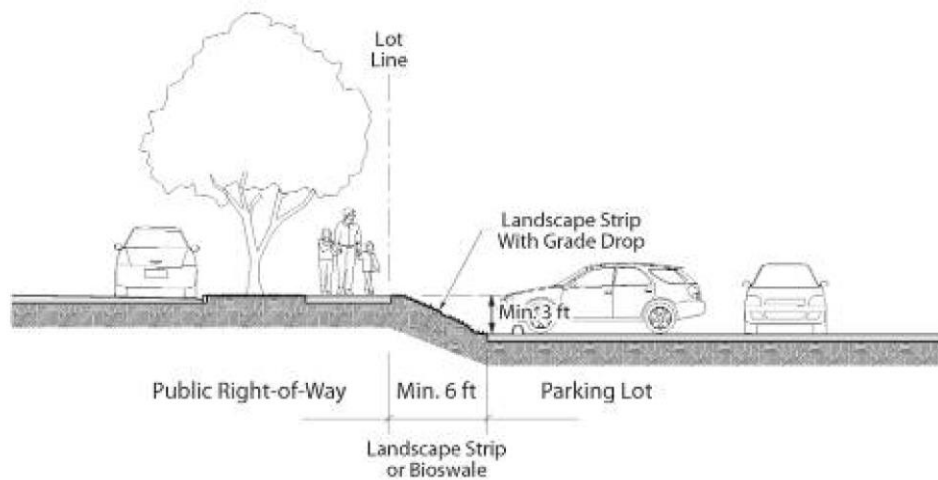 Lot
Line
Landscape Strip
With Grade Drop
Min. 3 ft
Public Right-of-Way
Min. 6 ft
Parking Lot
Landscape Strip
or Bioswale